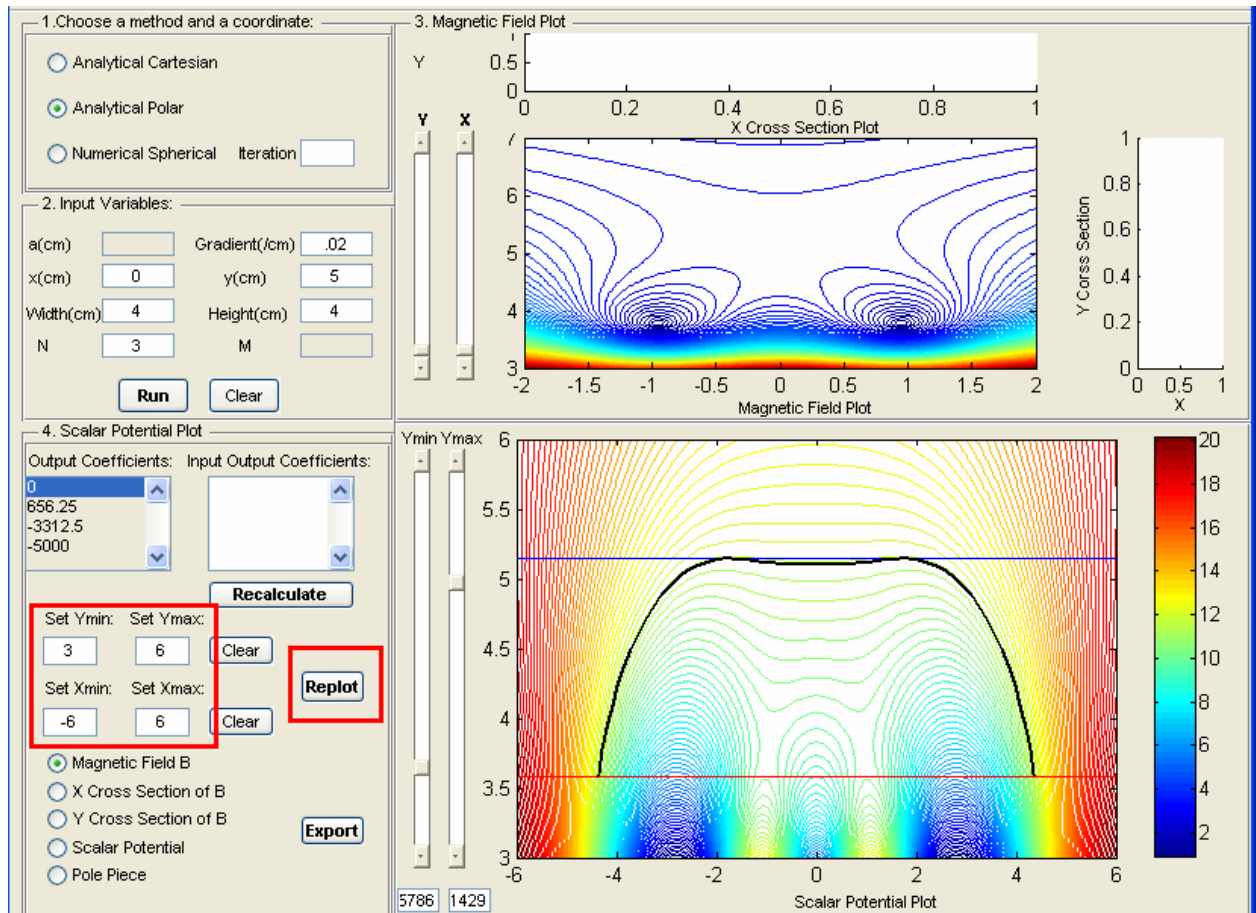 1.Choose a method and a coordinate:
Analytical Cartesian
Analytical Polar
Numerical Spherical Iteration
2. Input Variables:
a(cm) Gradient(/cm) .02
x(cm) 0 y(cm) 5
Width(cm) 4 Height(cm) 4
N 3 M
Run Clear
3. Magnetic Field Plot
Y
0.5
0
0 0.2 0.4 0.6 0.8 1
X Cross Section Plot
Y X
7
6
5
4
3
-2 -1.5 -1 -0.5 0 0.5 1 1.5 2
Magnetic Field Plot
1
0.8
0.6
0.4
0.2
0
Y Corss Section
0 0.5 1
X
4. Scalar Potential Plot
Output Coefficients: Input Output Coefficients:
0
656.25
-3312.5
-5000
Recalculate
Set Ymin: Set Ymax:
3 6 Clear
Set Xmin: Set Xmax:
-6 6 Clear
Replot
Magnetic Field B
X Cross Section of B
Y Cross Section of B
Scalar Potential
Pole Piece
Export
Ymin Ymax
5786 1429
6
5.5
5
4.5
4
3.5
3
-6 -4 -2 0 2 4 6
Scalar Potential Plot
20
18
16
14
12
10
8
6
4
2